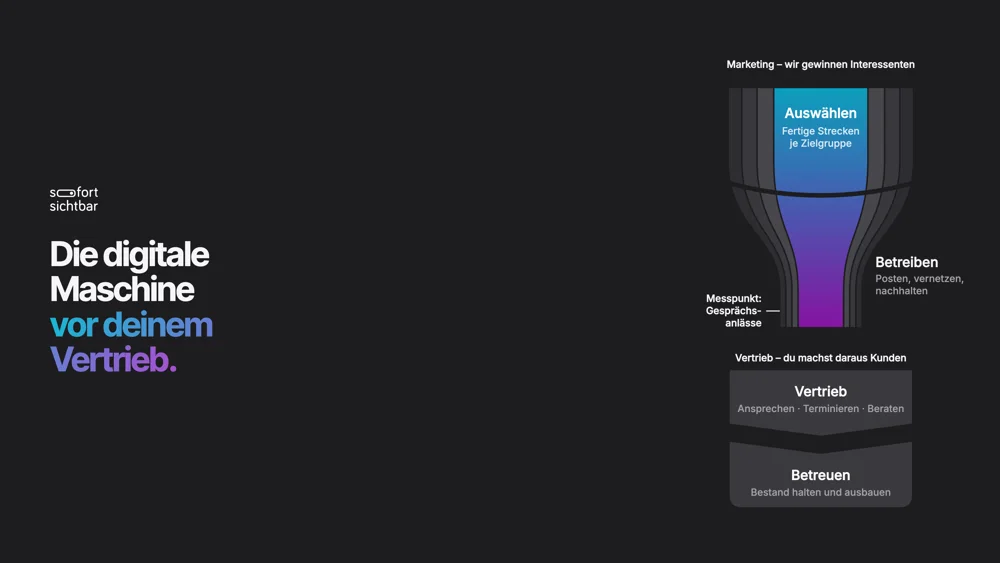 sofort
sichtbar
Die digitale
Maschine
vor deinem
Vertrieb.
Marketing – wir gewinnen Interessenten
Auswählen
Fertige Strecken
je Zielgruppe
Betreiben
Posten, vernetzen,
nachhalten
Messpunkt:
Gesprächs-
anlässe
Vertrieb – du machst daraus Kunden
Vertrieb
Ansprechen · Terminieren · Beraten
Betreuen
Bestand halten und ausbauen